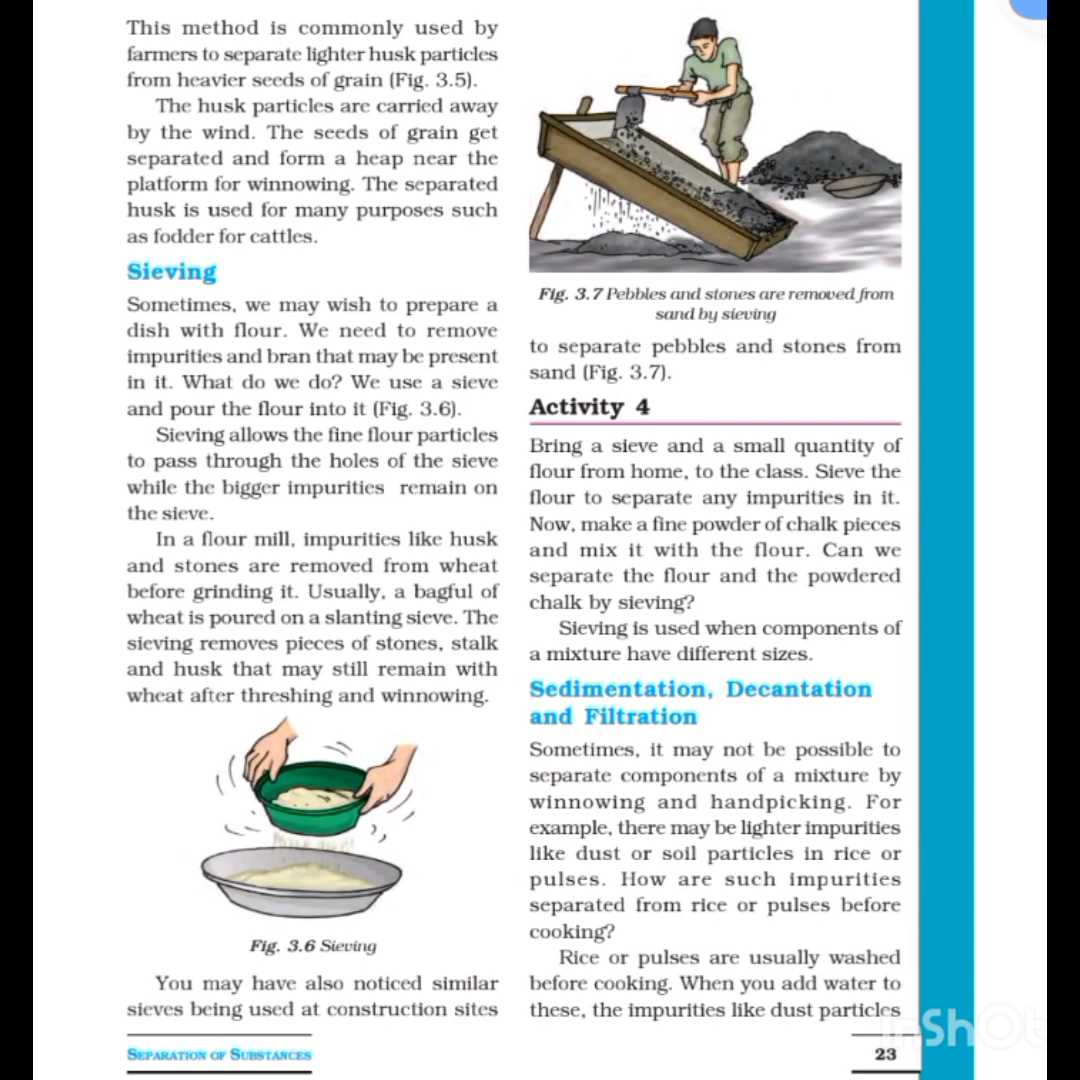 This method is commonly used by
farmers to separate lighter husk particles
from heavier seeds of grain (Fig. 3.5).
The husk particles are carried away
by the wind. The seeds of grain get
separated and form a heap near the
platform for winnowing. The separated
husk is used for many purposes such
as fodder for cattles.
Sieving
Sometimes, we may wish to prepare a
dish with flour. We need to remove
impurities and bran that may be present
in it. What do we do? We use a sieve
and pour the flour into it (Fig. 3.6).
Sieving allows the fine flour particles
to pass through the holes of the sieve
while the bigger impurities remain on
the sieve.
In a flour mill, impurities like husk
and stones are removed from wheat
before grinding it. Usually, a bagful of
wheat is poured on a slanting sieve. The
sieving removes pieces of stones, stalk
and husk that may still remain with
wheat after threshing and winnowing.
Fig. 3.6 Sieving
You may have also noticed similar
sieves being used at construction sites
Fig. 3.7 Pebbles and stones are removed from
sand by sieving
to separate pebbles and stones from
sand (Fig. 3.7).
Activity 4
Bring a sieve and a small quantity of
flour from home, to the class. Sieve the
flour to separate any impurities in it.
Now, make a fine powder of chalk pieces
and mix it with the flour. Can we
separate the flour and the powdered
chalk by sieving?
Sieving is used when components of
a mixture have different sizes.
Sedimentation, Decantation
and Filtration
Sometimes, it may not be possible to
separate components of a mixture by
winnowing and handpicking. For
example, there may be lighter impurities
like dust or soil particles in rice or
pulses. How are such impurities
separated from rice or pulses before
cooking?
Rice or pulses are usually washed
before cooking. When you add water to
these, the impurities like dust particles
InShOt
SEPARATION OF SUBSTANCES
23